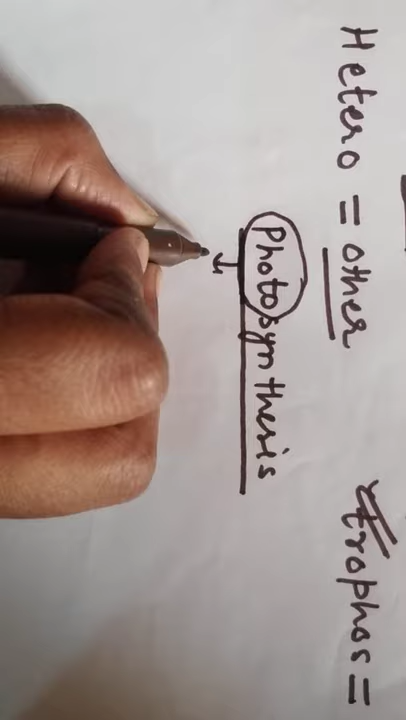 Hetero = other trophos =
Photosynthesis